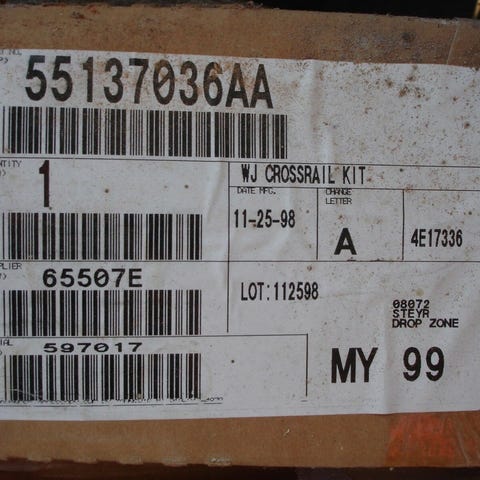 55137036AA
1
WJ CROSSRAIL KIT
DATE MFG.
11-25-98
CHANGE
LETTER
A
4E17336
65507E
LOT:112598
08072
STEYR
DROP ZONE
597017
MY 99